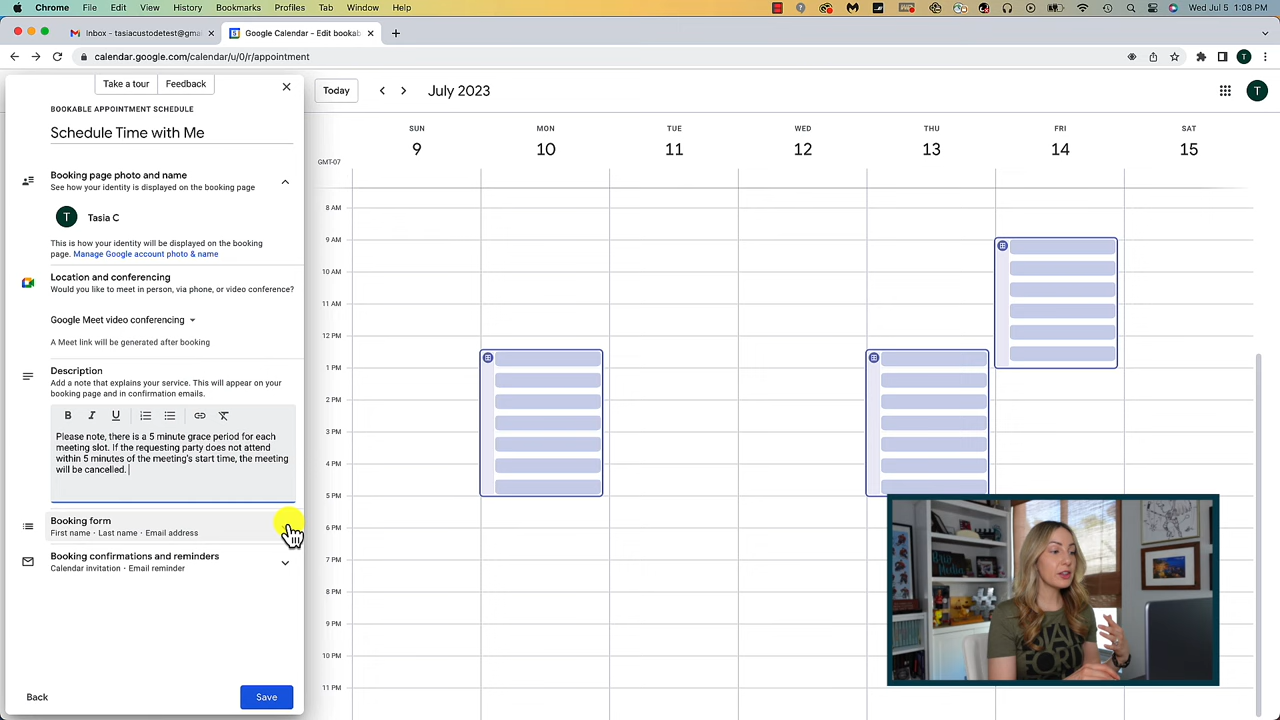 Chrome File Edit View History Bookmarks Profiles Tab Window Help
Wed Jul 5 1:08 PM
Inbox - tasiacustodetest@gmai
Google Calendar - Edit bookab
calendar.google.com/calendar/u/0/r/appointment
T
Take a tour Feedback
BOOKABLE APPOINTMENT SCHEDULE
Schedule Time with Me
Booking page photo and name
See how your identity is displayed on the booking page
T Tasia C
This is how your identity will be displayed on the booking
page. Manage Google account photo & name
Location and conferencing
Would you like to meet in person, via phone, or video conference?
Google Meet video conferencing
A Meet link will be generated after booking
Description
Add a note that explains your service. This will appear on your
booking page and in confirmation emails.
B I U
Please note, there is a 5 minute grace period for each
meeting slot. If the requesting party does not attend
within 5 minutes of the meeting's start time, the meeting
will be cancelled.
Booking form
First name · Last name · Email address
Booking confirmations and reminders
Calendar invitation · Email reminder
Back Save
Today July 2023
T
SUN MON TUE WED THU FRI SAT
9 10 11 12 13 14 15
GMT-07
8 AM
9 AM
10 AM
11 AM
12 PM
1 PM
2 PM
3 PM
4 PM
5 PM
6 PM
7 PM
8 PM
9 PM
10 PM
11 PM